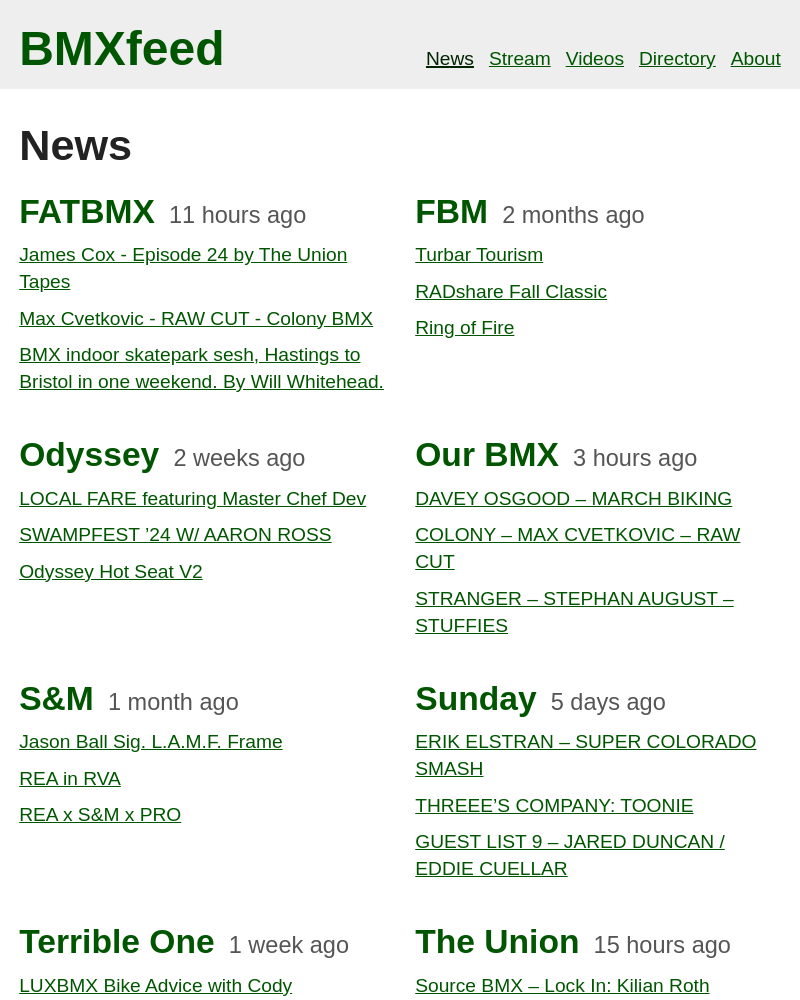 BMXfeed
News Stream Videos Directory About
News
FATBMX 11 hours ago
James Cox - Episode 24 by The Union
Tapes
Max Cvetkovic - RAW CUT - Colony BMX
BMX indoor skatepark sesh, Hastings to
Bristol in one weekend. By Will Whitehead.
FBM 2 months ago
Turbar Tourism
RADshare Fall Classic
Ring of Fire
Odyssey 2 weeks ago
LOCAL FARE featuring Master Chef Dev
SWAMPFEST ’24 W/ AARON ROSS
Odyssey Hot Seat V2
Our BMX 3 hours ago
DAVEY OSGOOD – MARCH BIKING
COLONY – MAX CVETKOVIC – RAW
CUT
STRANGER – STEPHAN AUGUST –
STUFFIES
S&M 1 month ago
Jason Ball Sig. L.A.M.F. Frame
REA in RVA
REA x S&M x PRO
Sunday 5 days ago
ERIK ELSTRAN – SUPER COLORADO
SMASH
THREEE’S COMPANY: TOONIE
GUEST LIST 9 – JARED DUNCAN /
EDDIE CUELLAR
Terrible One 1 week ago
LUXBMX Bike Advice with Cody
The Union 15 hours ago
Source BMX – Lock In: Kilian Roth